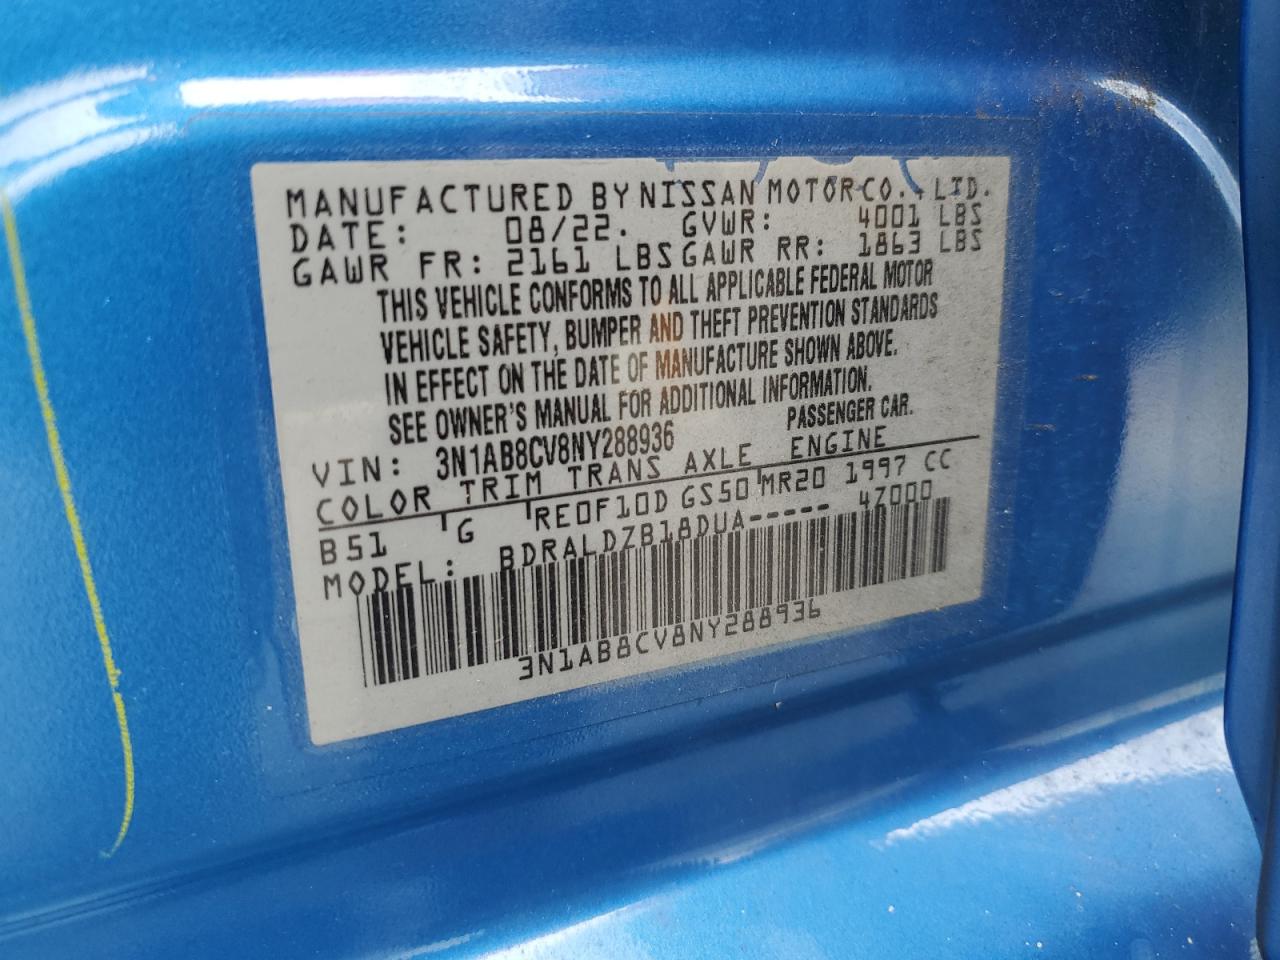 MANUFACTURED BY NISSAN MOTOR CO., LTD.
DATE: 08/22. GVWR: 4001 LBS
GAWR FR: 2161 LBS GAWR RR: 1863 LBS
THIS VEHICLE CONFORMS TO ALL APPLICABLE FEDERAL MOTOR
VEHICLE SAFETY, BUMPER AND THEFT PREVENTION STANDARDS
IN EFFECT ON THE DATE OF MANUFACTURE SHOWN ABOVE.
SEE OWNER'S MANUAL FOR ADDITIONAL INFORMATION.
VIN: 3N1AB8CV8NY288936 PASSENGER CAR.
COLOR TRIM TRANS AXLE ENGINE
B51 G RE0F10D GS50 MR20 1997 CC
MODEL: BDRALDZB18DUA----- 4Z000
3N1AB8CV8NY288936